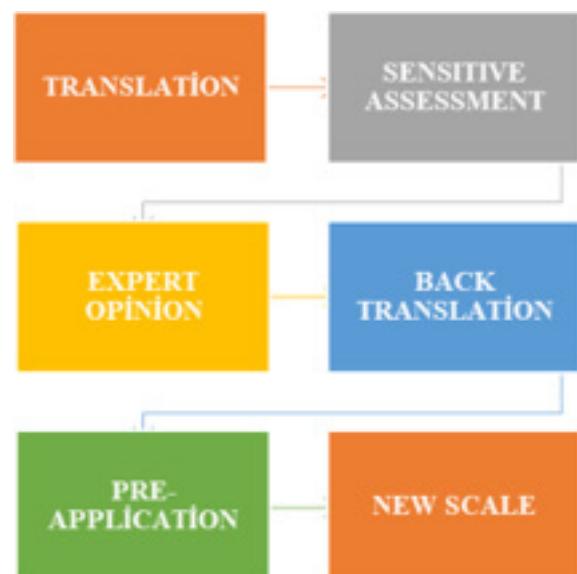 TRANSLATİON
SENSITIVE
ASSESSMENT
EXPERT
OPİNİON
BACK
TRANSLATİON
PRE-
APPLİCATİON
NEW SCALE